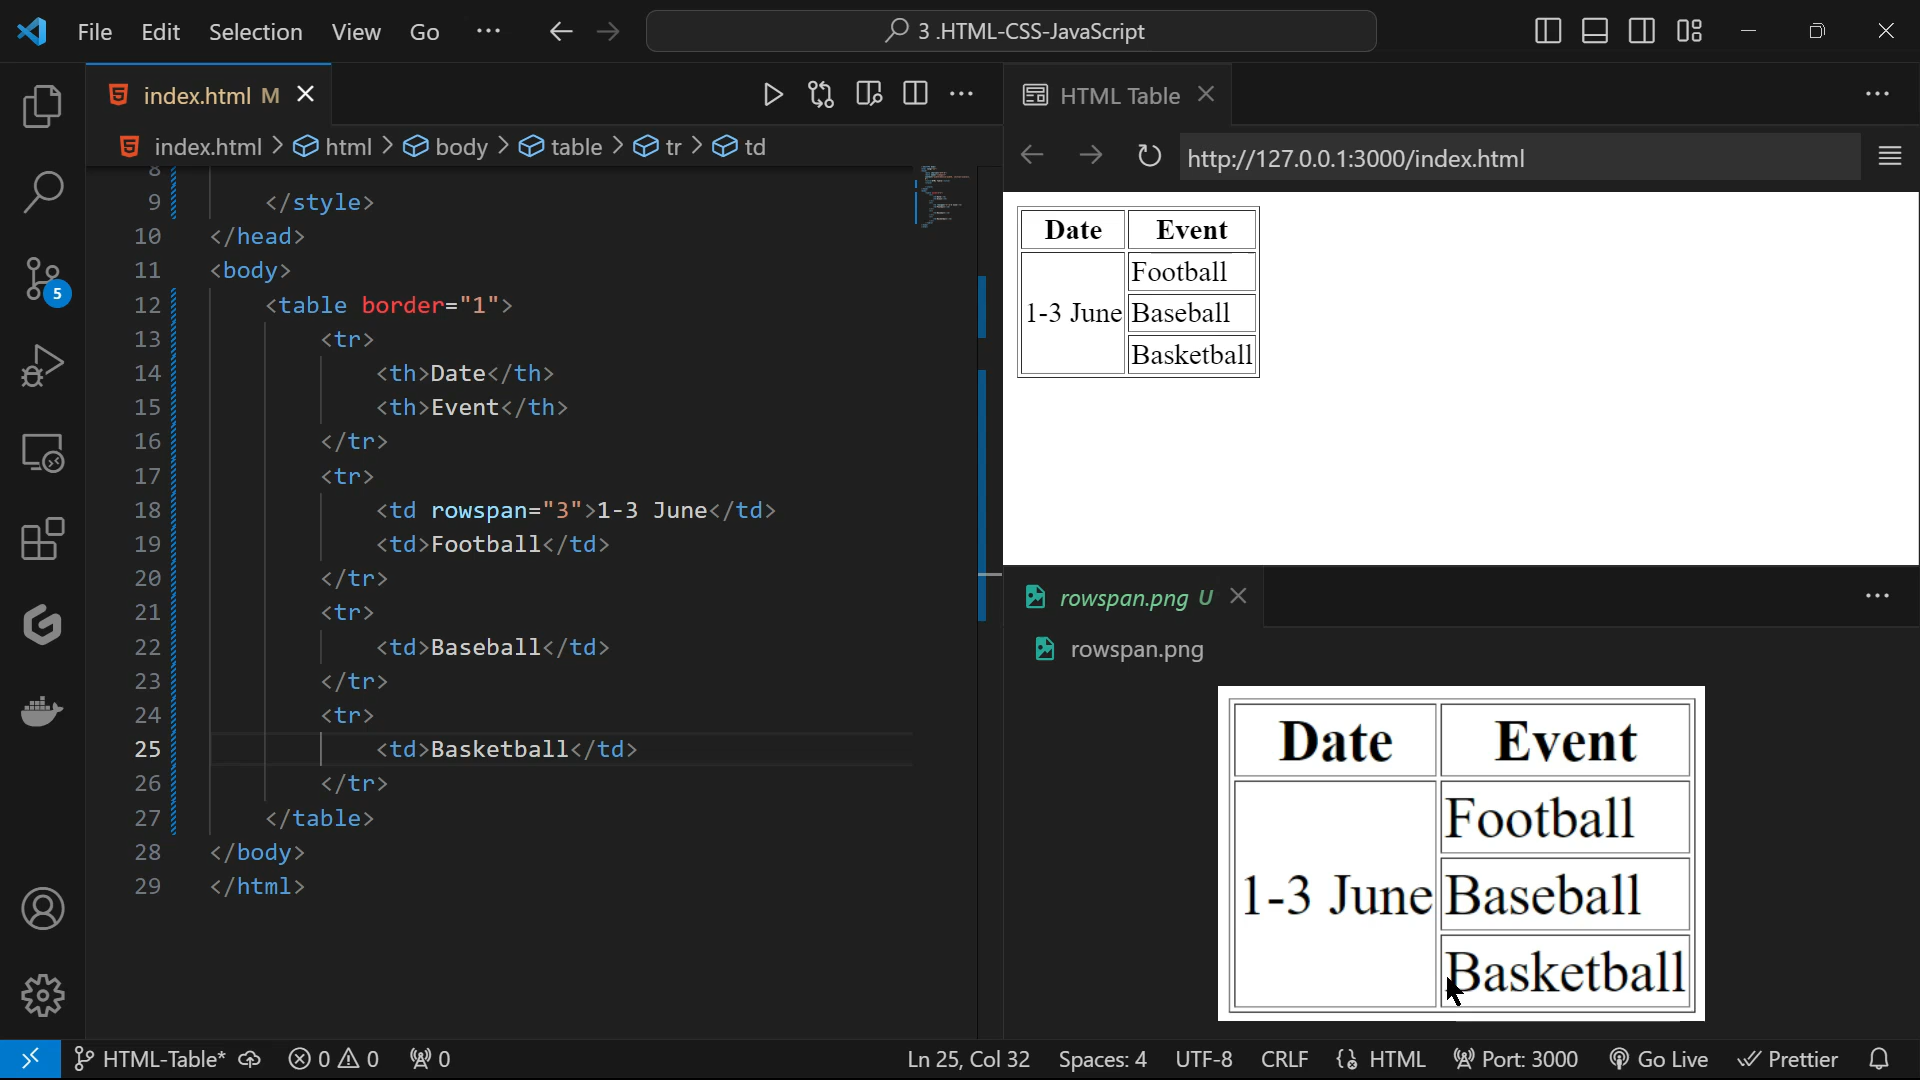 File Edit Selection View Go ··· 3 .HTML-CSS-JavaScript
index.html M
index.html > html > body > table > tr > td
8
9 </style>
10 </head>
11 <body>
12 <table border="1">
13 <tr>
14 <th>Date</th>
15 <th>Event</th>
16 </tr>
17 <tr>
18 <td rowspan="3">1-3 June</td>
19 <td>Football</td>
20 </tr>
21 <tr>
22 <td>Baseball</td>
23 </tr>
24 <tr>
25 <td>Basketball</td>
26 </tr>
27 </table>
28 </body>
29 </html>
5
HTML Table
http://127.0.0.1:3000/index.html
Date Event
1-3 June Football
Baseball
Basketball
rowspan.png U
rowspan.png
Date Event
1-3 June Football
Baseball
Basketball
HTML-Table* 0 0 0 Ln 25, Col 32 Spaces: 4 UTF-8 CRLF {} HTML Port: 3000 Go Live Prettier